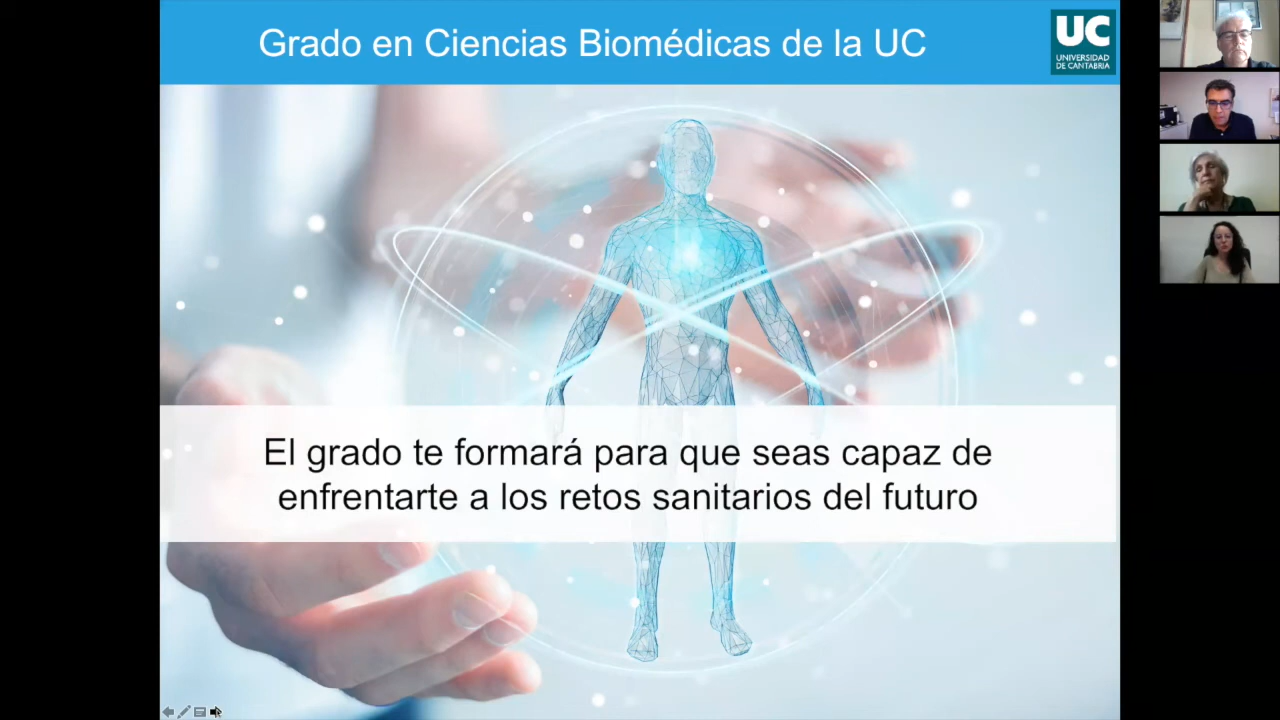 Grado en Ciencias Biomédicas de la UC
UC
UNIVERSIDAD
DE CANTABRIA
El grado te formará para que seas capaz de
enfrentarte a los retos sanitarios del futuro